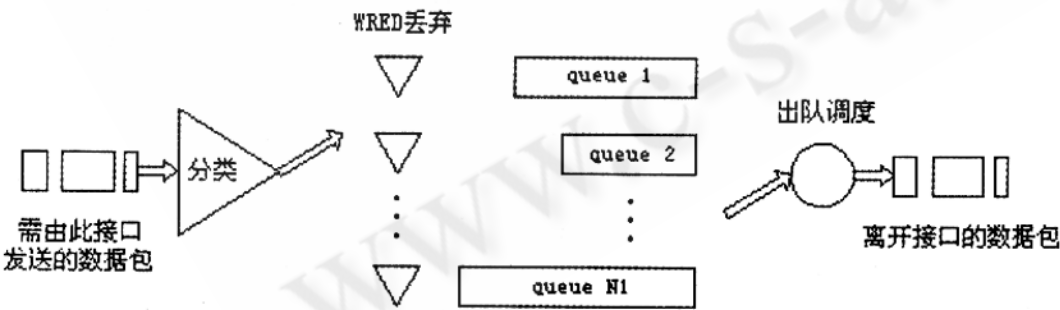 WRED丢弃
queue 1
出队调度
分类
queue 2
需由此接口
发送的数据包
离开接口的数据包
queue N1
www.c-s-a